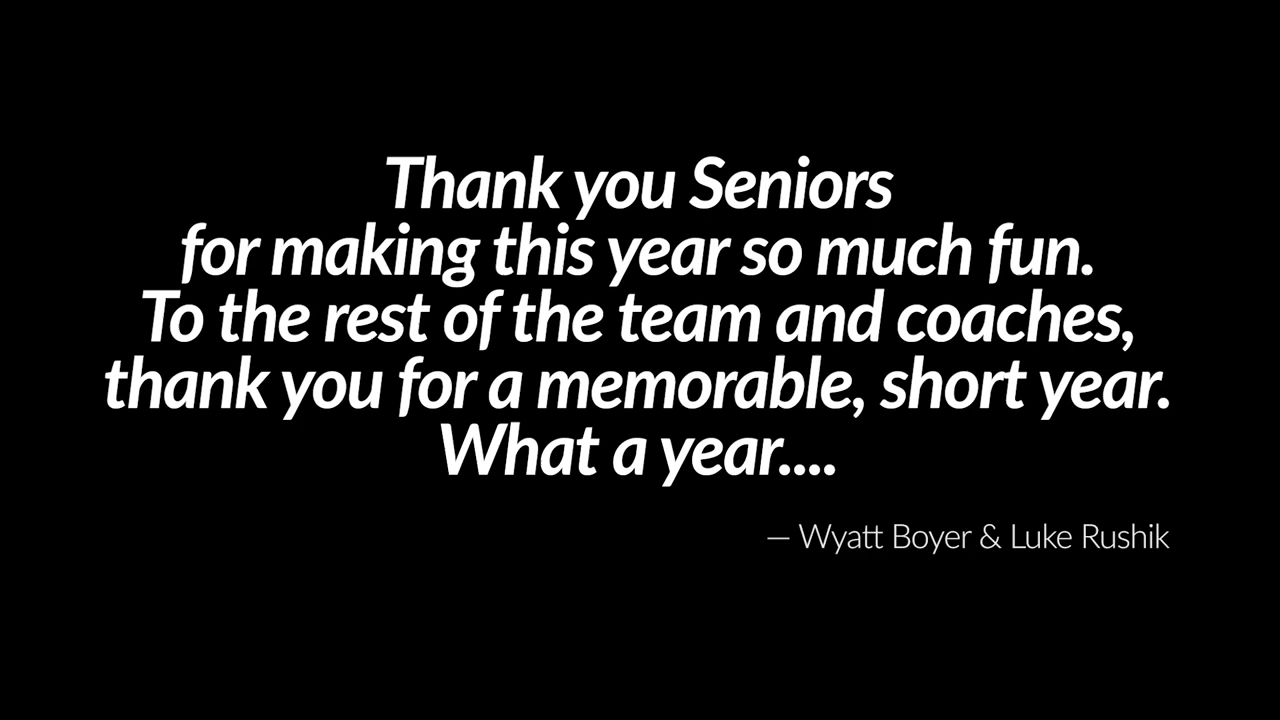 Thank you Seniors
for making this year so much fun.
To the rest of the team and coaches,
thank you for a memorable, short year.
What a year....
— Wyatt Boyer & Luke Rushik